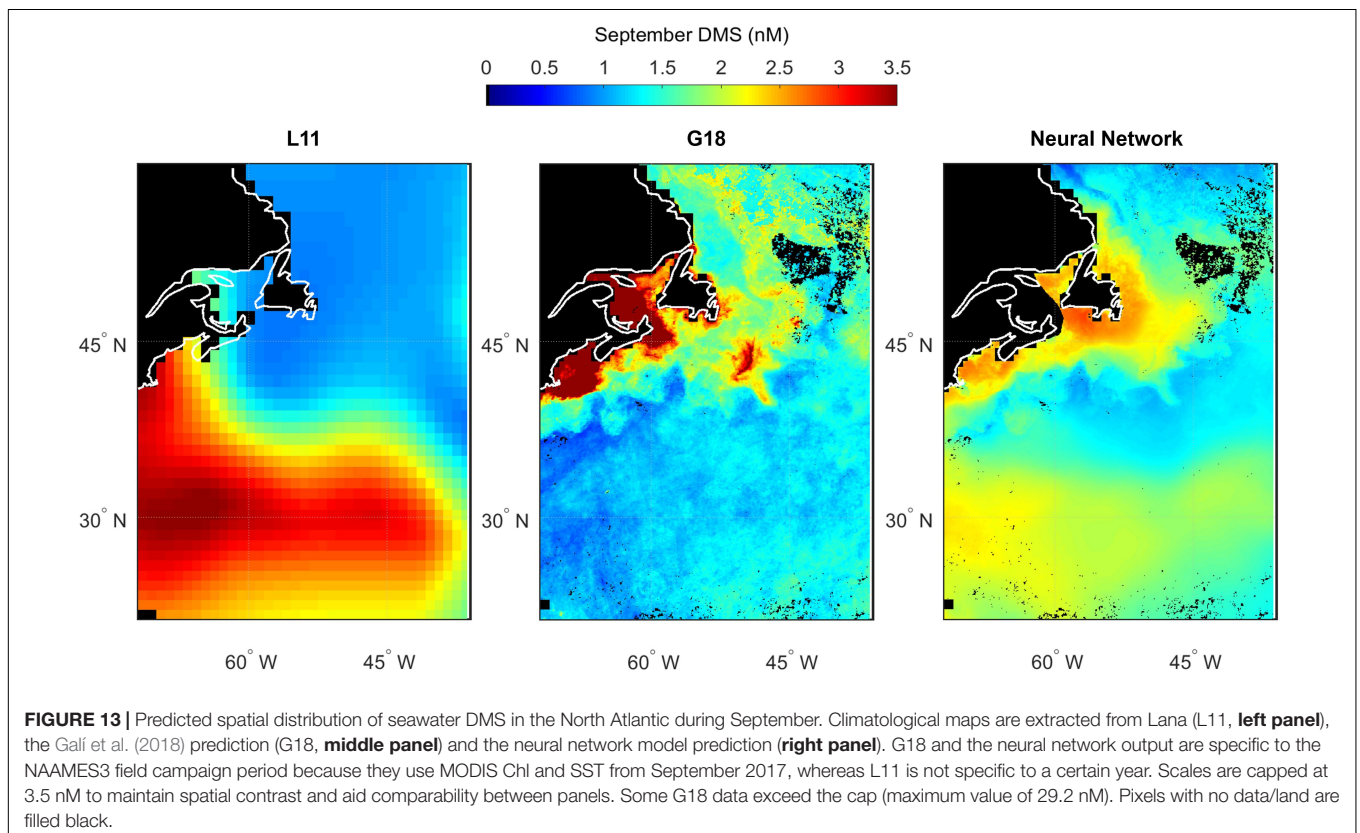 September DMS (nM)
0 0.5 1 1.5 2 2.5 3 3.5
L11 G18 Neural Network
45° N 45° N 45° N
30° N 30° N 30° N
60° W 45° W 60° W 45° W 60° W 45° W
FIGURE 13 | Predicted spatial distribution of seawater DMS in the North Atlantic during September. Climatological maps are extracted from Lana (L11, left panel),
the Galí et al. (2018) prediction (G18, middle panel) and the neural network model prediction (right panel). G18 and the neural network output are specific to the
NAAMES3 field campaign period because they use MODIS Chl and SST from September 2017, whereas L11 is not specific to a certain year. Scales are capped at
3.5 nM to maintain spatial contrast and aid comparability between panels. Some G18 data exceed the cap (maximum value of 29.2 nM). Pixels with no data/land are
filled black.